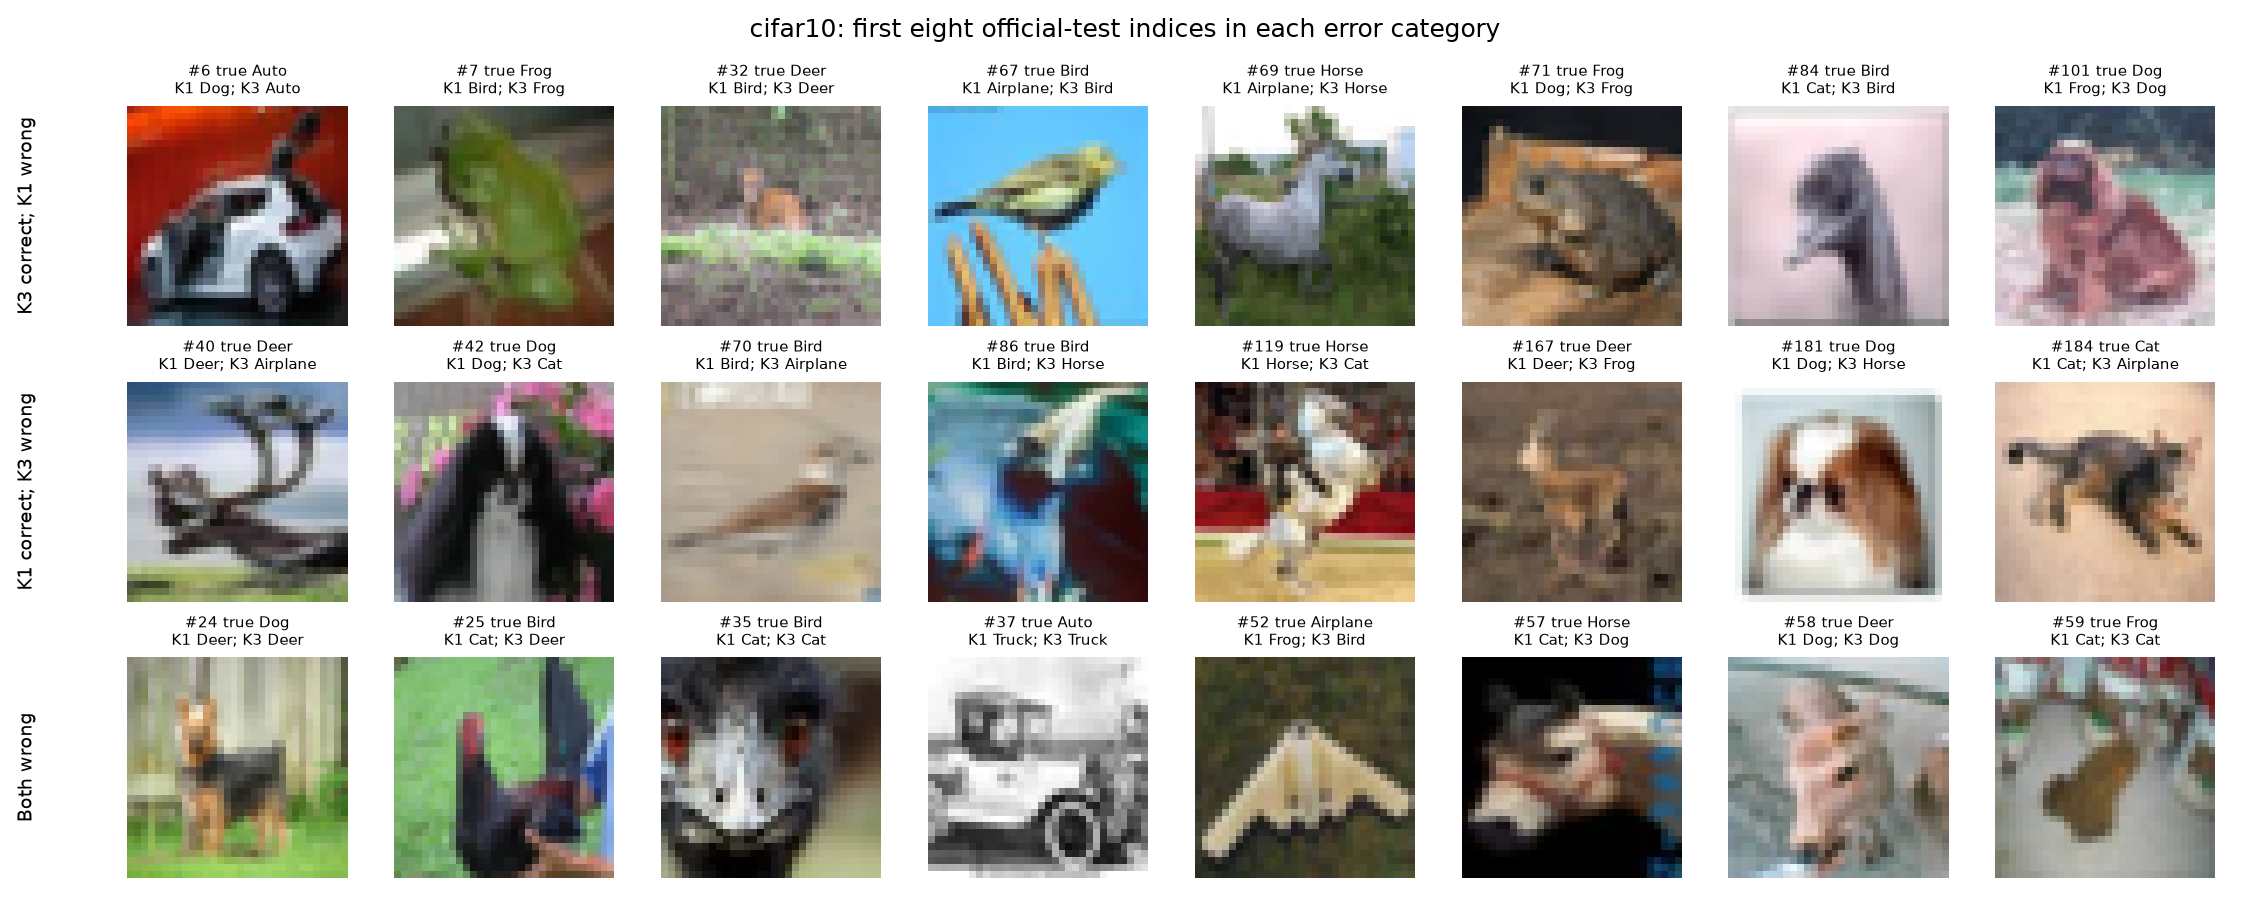 cifar10: first eight official-test indices in each error category
#6 true Auto
K1 Dog; K3 Auto
#7 true Frog
K1 Bird; K3 Frog
#32 true Deer
K1 Bird; K3 Deer
#67 true Bird
K1 Airplane; K3 Bird
#69 true Horse
K1 Airplane; K3 Horse
#71 true Frog
K1 Dog; K3 Frog
#84 true Bird
K1 Cat; K3 Bird
#101 true Dog
K1 Frog; K3 Dog
K3 correct; K1 wrong
#40 true Deer
K1 Deer; K3 Airplane
#42 true Dog
K1 Dog; K3 Cat
#70 true Bird
K1 Bird; K3 Airplane
#86 true Bird
K1 Bird; K3 Horse
#119 true Horse
K1 Horse; K3 Cat
#167 true Deer
K1 Deer; K3 Frog
#181 true Dog
K1 Dog; K3 Horse
#184 true Cat
K1 Cat; K3 Airplane
K1 correct; K3 wrong
#24 true Dog
K1 Deer; K3 Deer
#25 true Bird
K1 Cat; K3 Deer
#35 true Bird
K1 Cat; K3 Cat
#37 true Auto
K1 Truck; K3 Truck
#52 true Airplane
K1 Frog; K3 Bird
#57 true Horse
K1 Cat; K3 Dog
#58 true Deer
K1 Dog; K3 Dog
#59 true Frog
K1 Cat; K3 Cat
Both wrong